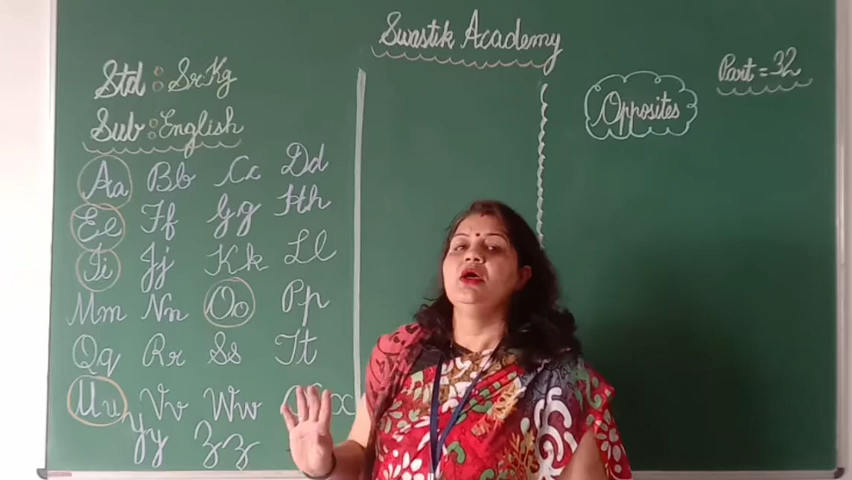 Swastik Academy
Std : Sr Kg
Sub : English
Aa Bb Cc Dd
Ee Ff Gg Hh
Ii Jj Kk Ll
Mm Nn Oo Pp
Qq Rr Ss Tt
Uu Vv Ww
Yy Zz
Opposites
Part = 32